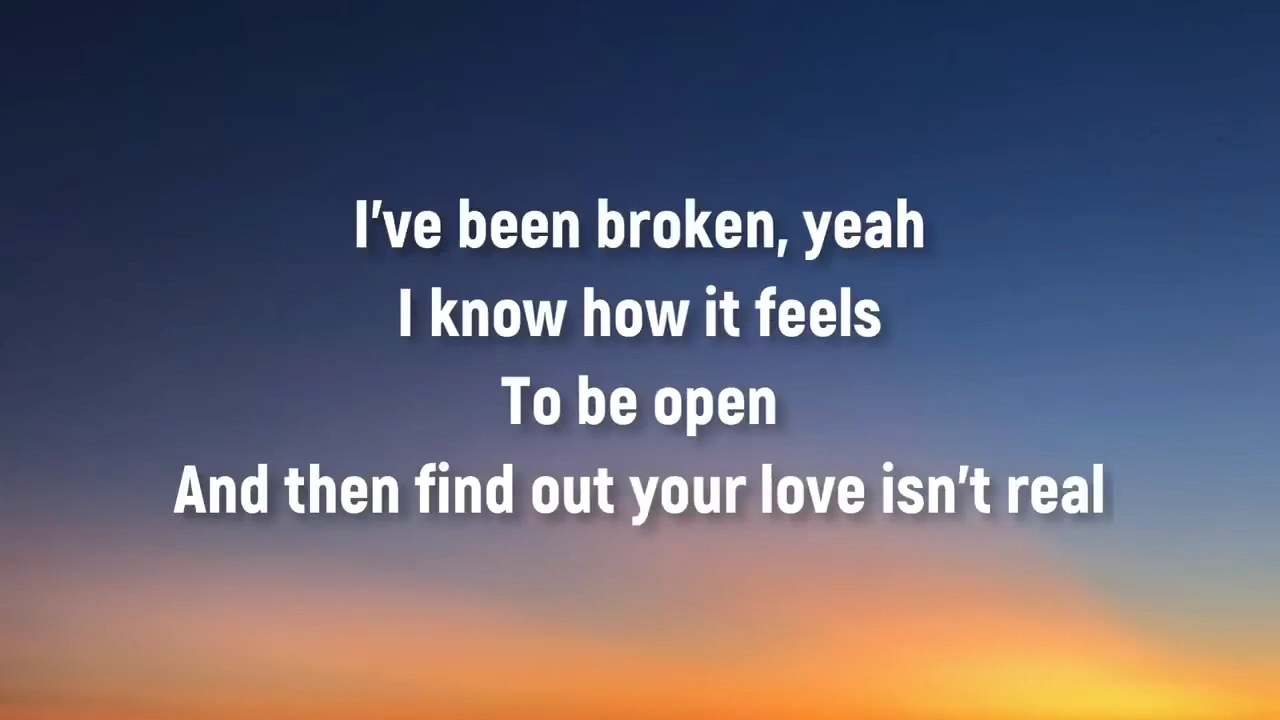 I've been broken, yeah
I know how it feels
To be open
And then find out your love isn't real